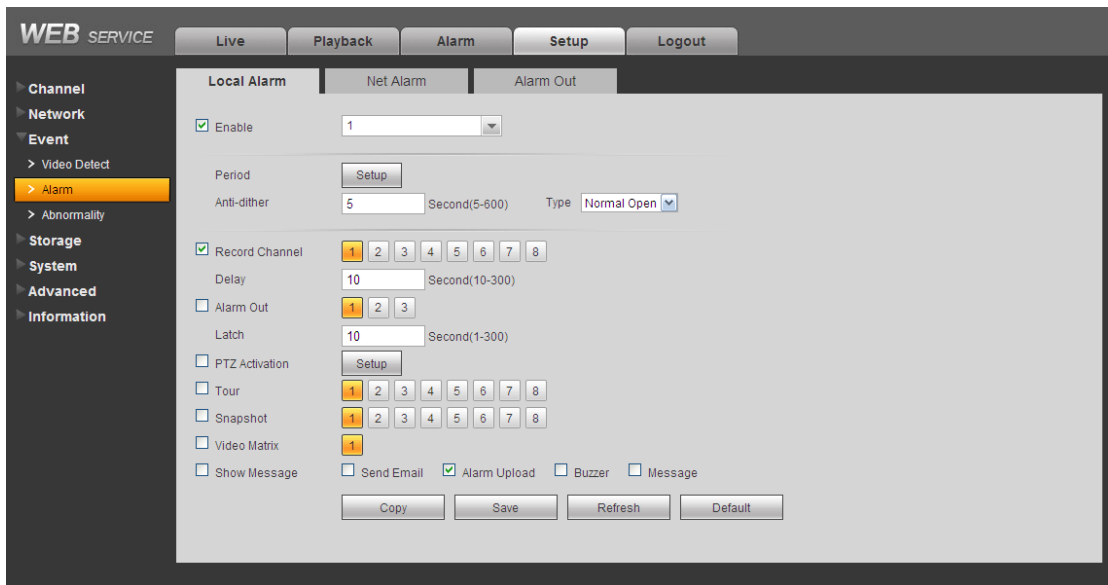 WEB SERVICE
Live Playback Alarm Setup Logout
Channel
Network
Event
> Video Detect
> Alarm
> Abnormality
Storage
System
Advanced
Information
Local Alarm Net Alarm Alarm Out
Enable 1
Period Setup
Anti-dither 5 Second(5-600) Type Normal Open
Record Channel 1 2 3 4 5 6 7 8
Delay 10 Second(10-300)
Alarm Out 1 2 3
Latch 10 Second(1-300)
PTZ Activation Setup
Tour 1 2 3 4 5 6 7 8
Snapshot 1 2 3 4 5 6 7 8
Video Matrix 1
Show Message Send Email Alarm Upload Buzzer Message
Copy Save Refresh Default